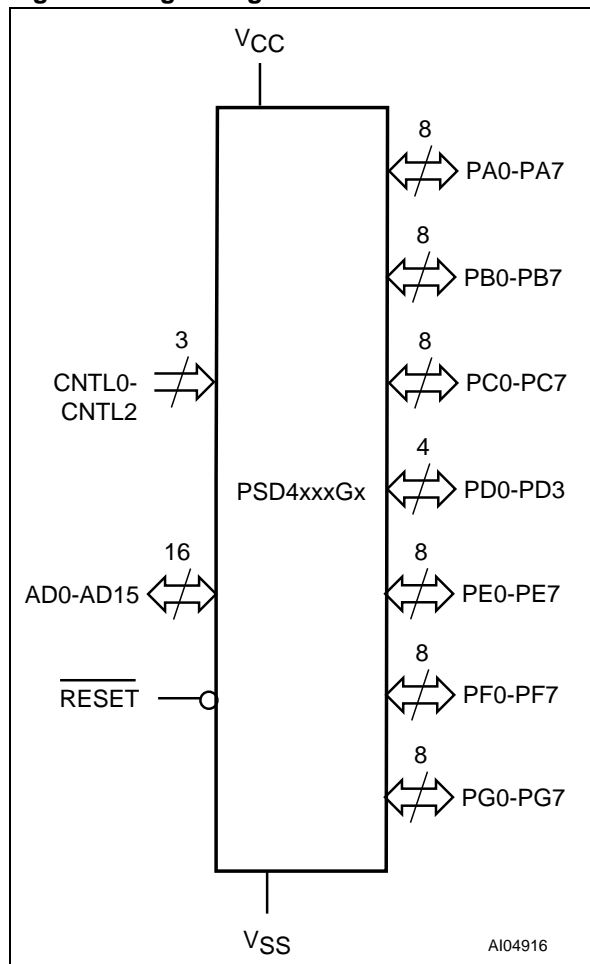 VCC
8
PA0-PA7
8
PB0-PB7
3
CNTL0-
CNTL2
8
PC0-PC7
PSD4xxxGx
4
PD0-PD3
16
AD0-AD15
8
PE0-PE7
RESET
8
PF0-PF7
8
PG0-PG7
VSS
AI04916